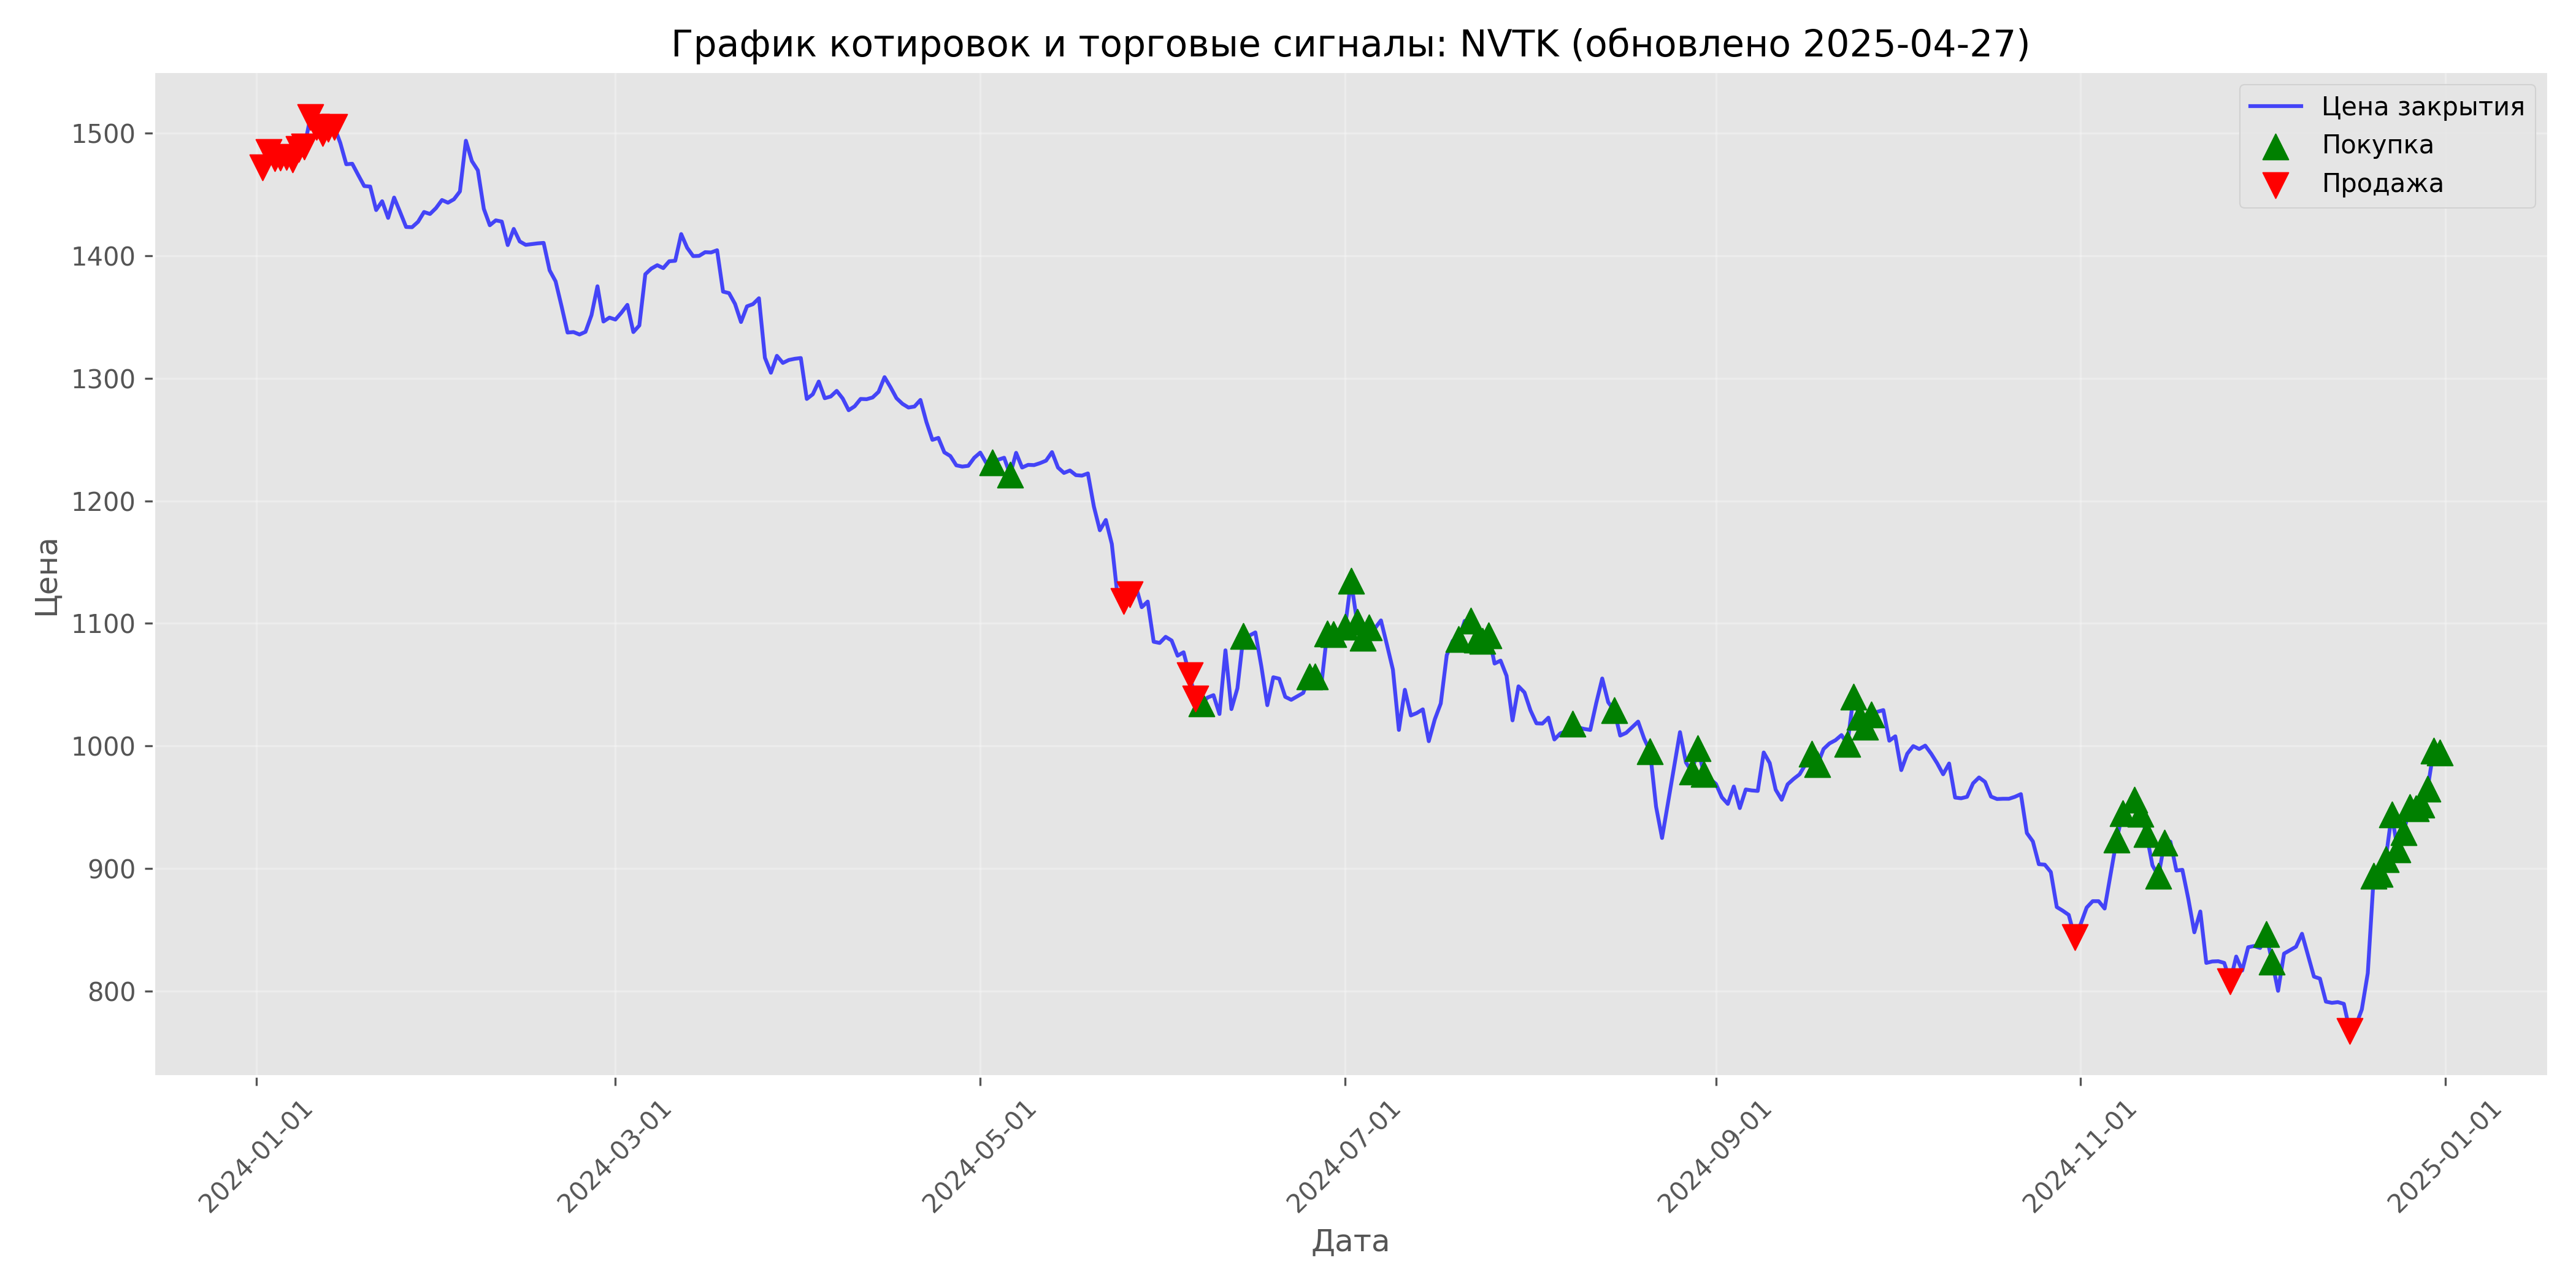 График котировок и торговые сигналы: NVTK (обновлено 2025-04-27)
Цена закрытия
Покупка
Продажа
1500
1400
1300
1200
1100
1000
900
800
Цена
2024-01-01
2024-03-01
2024-05-01
2024-07-01
2024-09-01
2024-11-01
2025-01-01
Дата